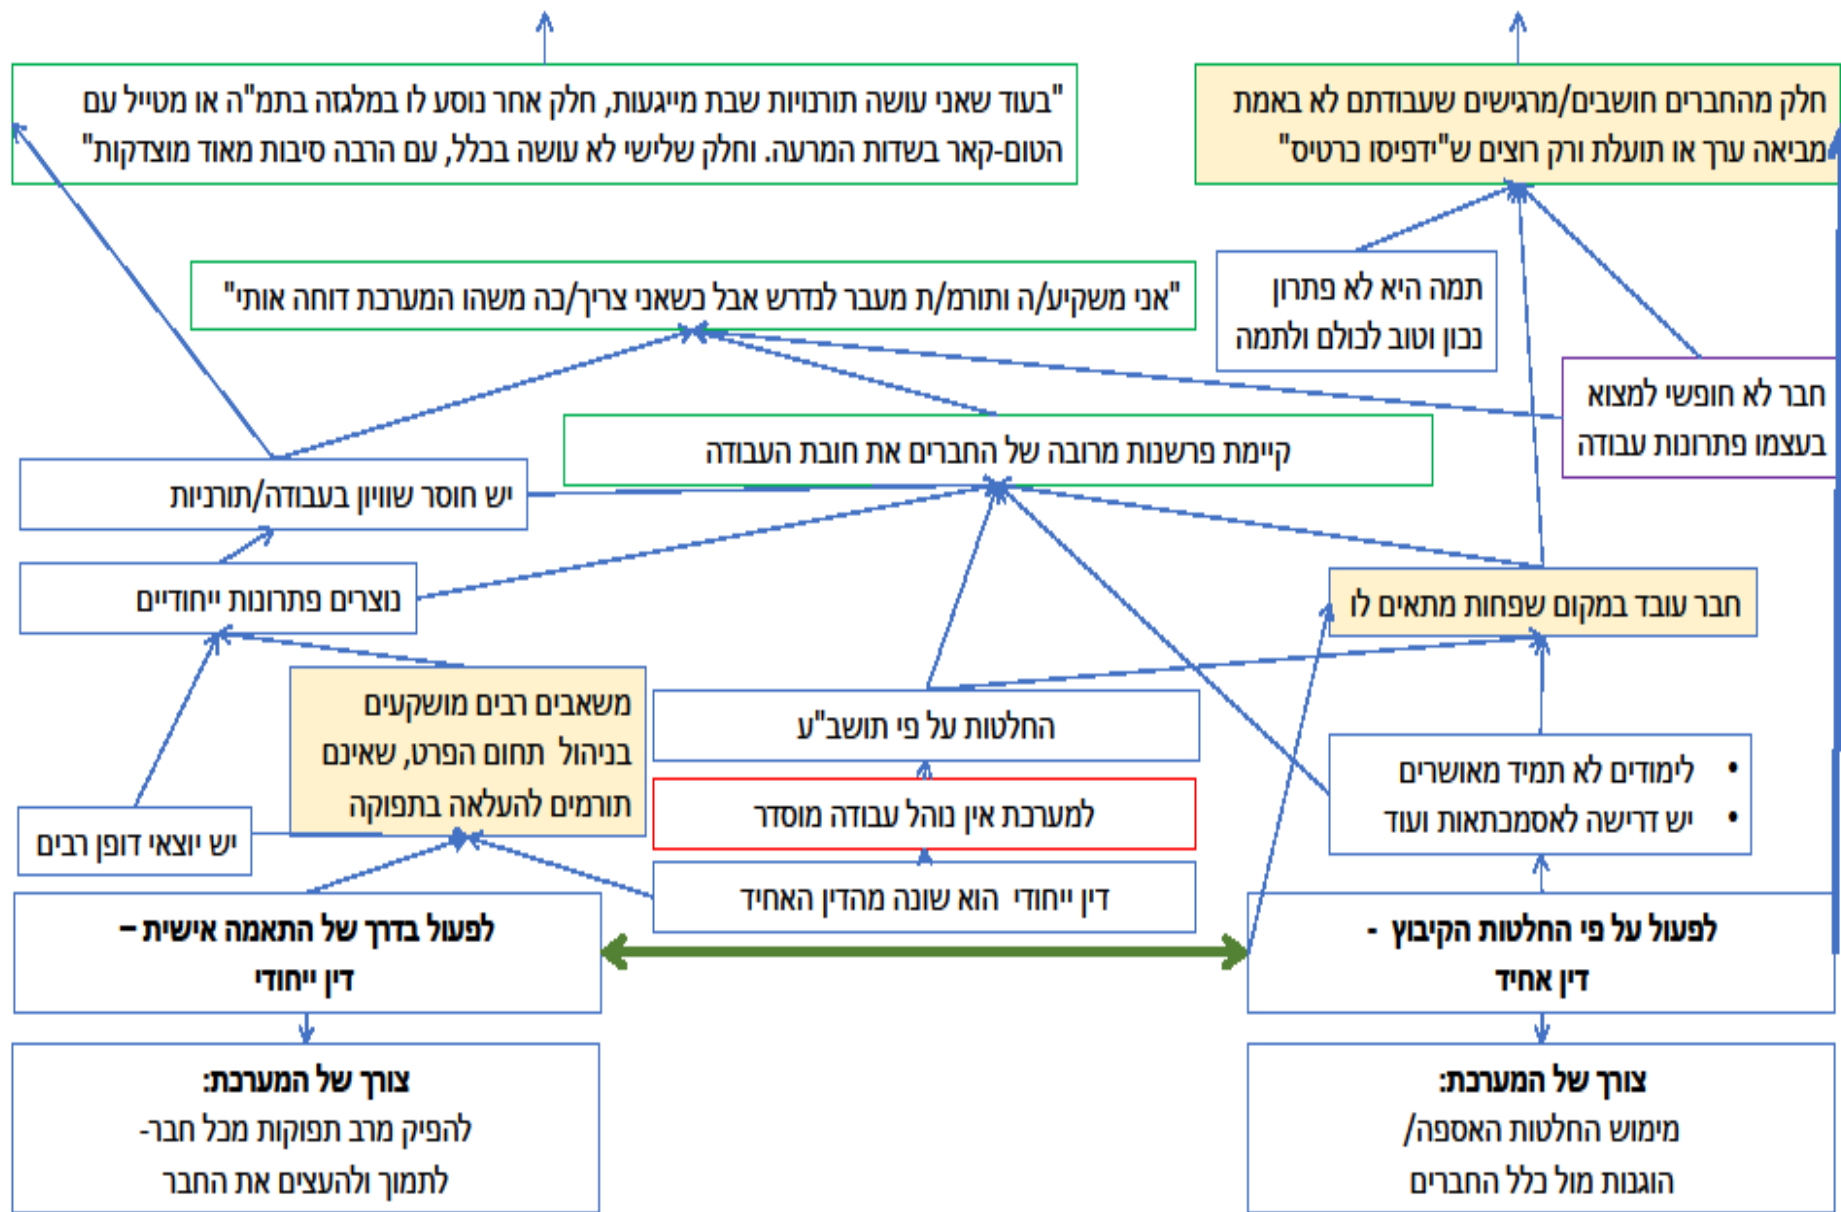 "בעוד שאני עושה תורנויות שבת מייגעות, חלק אחר נוסע לו במלגזה בתמ"ה או מטייל עם
הטום-קאר בשדות המרעה. וחלק שלישי לא עושה בכלל, עם הרבה סיבות מאוד מוצדקות"
חלק מהחברים חושבים/מרגישים שעבודתם לא באמת
מביאה ערך או תועלת ורק רוצים ש"ידפיסו כרטיס"
תמה היא לא פתרון
נכון וטוב לכולם ולתמה
"אני משקיע/ה ותורמ/ת מעבר לנדרש אבל כשאני צריך/כה משהו המערכת דוחה אותי"
חבר לא חופשי למצוא
בעצמו פתרונות עבודה
קיימת פרשנות מרובה של החברים את חובת העבודה
יש חוסר שוויון בעבודה/תורניות
נוצרים פתרונות ייחודיים
חבר עובד במקום שפחות מתאים לו
משאבים רבים מושקעים
בניהול תחום הפרט, שאינם
תורמים להעלאה בתפוקה
החלטות על פי תושב"ע
• לימודים לא תמיד מאושרים
• יש דרישה לאסמכתאות ועוד
למערכת אין נוהל עבודה מוסדר
יש יוצאי דופן רבים
דין ייחודי הוא שונה מהדין האחיד
לפעול על פי החלטות הקיבוץ -
דין אחיד
לפעול בדרך של התאמה אישית –
דין ייחודי
צורך של המערכת:
מימוש החלטות האספה/
הוגנות מול כלל החברים
צורך של המערכת:
להפיק מרב תפוקות מכל חבר-
לתמוך ולהעצים את החבר